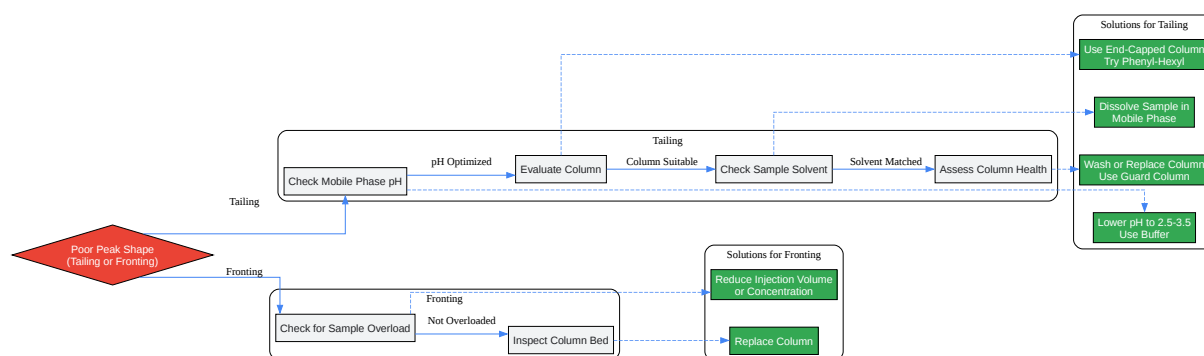 Solutions for Tailing
Use End-Capped Column
Try Phenyl-Hexyl
Dissolve Sample in
Mobile Phase
Tailing
pH Optimized
Column Suitable
Solvent Matched
Check Mobile Phase pH
Evaluate Column
Check Sample Solvent
Assess Column Health
Wash or Replace Column
Use Guard Column
Tailing
Lower pH to 2.5-3.5
Use Buffer
Poor Peak Shape
(Tailing or Fronting)
Fronting
Solutions for Fronting
Reduce Injection Volume
or Concentration
Fronting
Check for Sample Overload
Not Overloaded
Inspect Column Bed
Replace Column